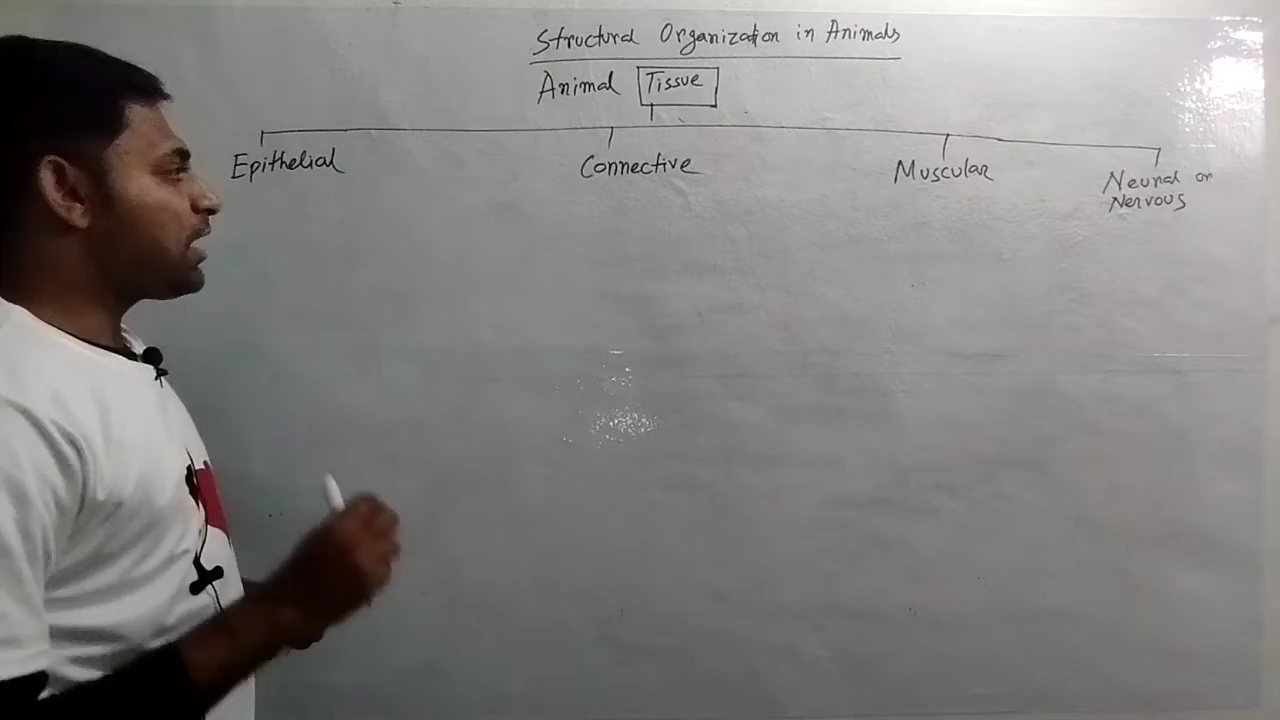 Structural Organization in Animals
Animal Tissue
Epithelial Connective Muscular Neural or
Nervous